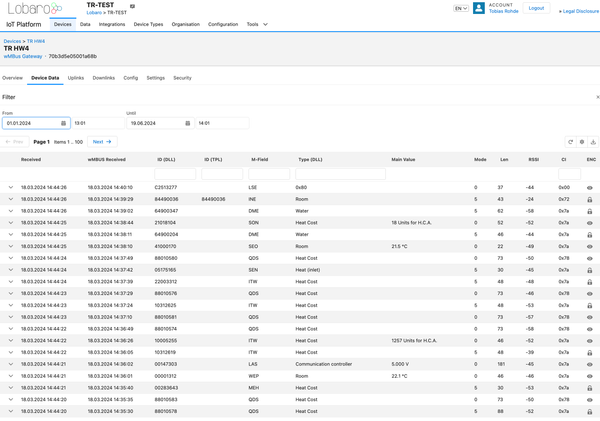 Lobaro
TR-TEST
Lobaro > TR-TEST
EN
ACCOUNT
Tobias Rohde
Logout
» Legal Disclosure
IoT Platform Devices Data Integrations Device Types Organisation Configuration Tools
Devices > TR HW4
TR HW4
wMBus Gateway · 70b3d5e05001a68b
Overview Device Data Uplinks Downlinks Config Settings Security
Filter
From Until
01.01.2024 13:01 19.06.2024 14:01
Prev Page 1 Items 1 .. 100 Next
Received wMBUS Received ID (DLL) ID (TPL) M-Field Type (DLL) Main Value Mode Len RSSI CI ENC
18.03.2024 14:44:26 18.03.2024 14:40:10 C2013277 LSE 0x80 0 37 -44 0x00
18.03.2024 14:44:26 18.03.2024 14:39:29 84490036 84490036 INE Room 5 43 -24 0x72
18.03.2024 14:44:26 18.03.2024 14:39:02 64900347 DME Water 5 62 -58 0x7a
18.03.2024 14:44:25 18.03.2024 14:38:44 21018104 SON Heat Cost 18 Units for H.C.A. 0 52 -52 0x7a
18.03.2024 14:44:25 18.03.2024 14:38:11 64900204 DME Water 5 46 -44 0x7a
18.03.2024 14:44:25 18.03.2024 14:38:10 41000170 SEO Room 21.5 °C 0 22 -49 0x7a
18.03.2024 14:44:24 18.03.2024 14:37:49 88010580 QDS Heat Cost 0 73 -50 0x78
18.03.2024 14:44:24 18.03.2024 14:37:42 05175165 SEN Heat (inlet) 5 30 -45 0x7a
18.03.2024 14:44:24 18.03.2024 14:37:39 22003312 ITW Heat Cost 5 48 -48 0x7a
18.03.2024 14:44:23 18.03.2024 14:37:29 88010576 QDS Heat Cost 0 73 -46 0x78
18.03.2024 14:44:23 18.03.2024 14:37:24 10312625 ITW Heat Cost 5 48 -53 0x7a
18.03.2024 14:44:23 18.03.2024 14:37:10 88010581 QDS Heat Cost 0 73 -57 0x78
18.03.2024 14:44:22 18.03.2024 14:36:49 88010574 QDS Heat Cost 0 73 -58 0x78
18.03.2024 14:44:22 18.03.2024 14:36:26 10005255 ITW Heat Cost 1257 Units for H.C.A. 0 46 -52 0x7a
18.03.2024 14:44:22 18.03.2024 14:36:05 10312619 ITW Heat Cost 5 48 -39 0x7a
18.03.2024 14:44:21 18.03.2024 14:36:02 00147303 LAS Communication controller 5.000 V 0 181 -45 0x7a
18.03.2024 14:44:21 18.03.2024 14:36:01 00001312 WEP Room 22.1 °C 0 46 -46 0x7a
18.03.2024 14:44:21 18.03.2024 14:35:40 00283643 MEH Heat Cost 5 30 -53 0x7a
18.03.2024 14:44:20 18.03.2024 14:35:35 88010583 QDS Heat Cost 0 73 -50 0x78
18.03.2024 14:44:20 18.03.2024 14:35:30 88010578 QDS Heat Cost 5 88 -52 0x7a